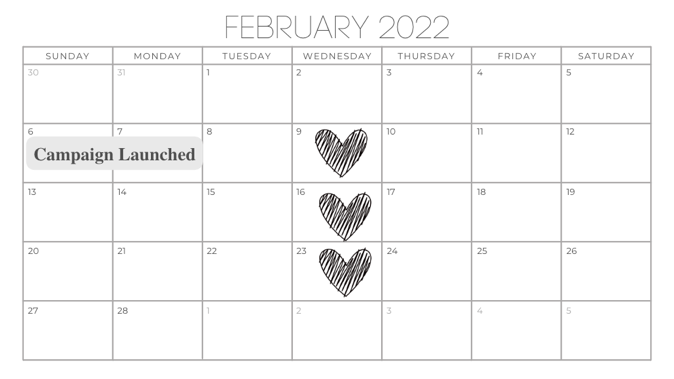 FEBRUARY 2022
SUNDAY MONDAY TUESDAY WEDNESDAY THURSDAY FRIDAY SATURDAY
30 31 1 2 3 4 5
6 7 8 9 10 11 12
Campaign Launched
13 14 15 16 17 18 19
20 21 22 23 24 25 26
27 28 1 2 3 4 5